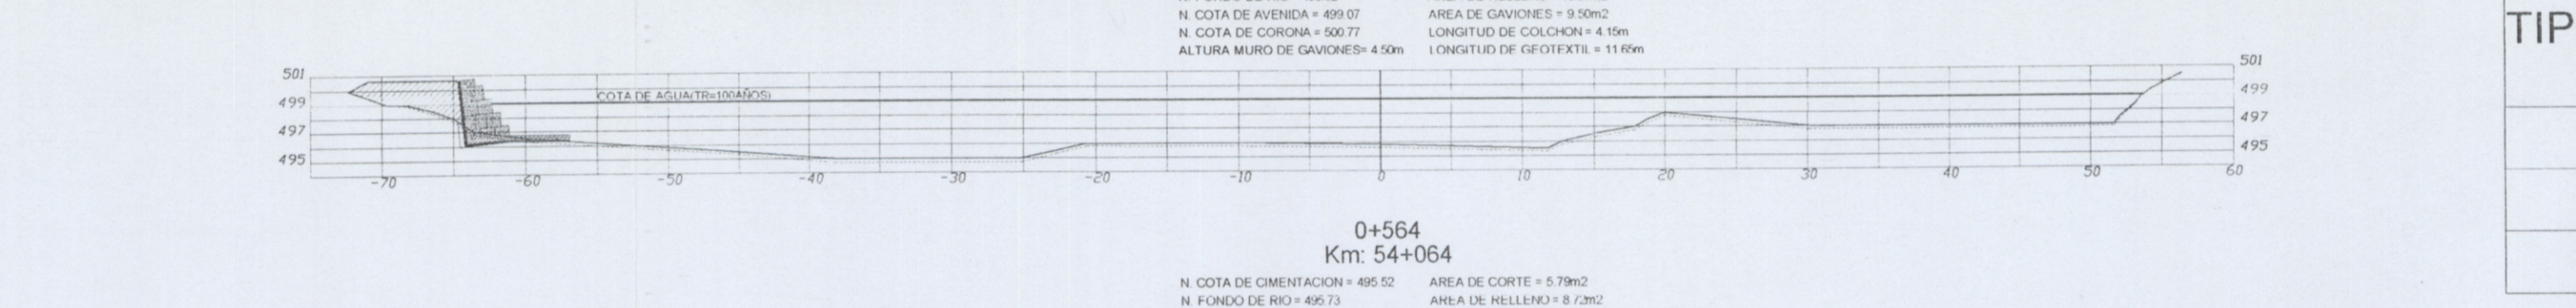 N. COTA DE AVENIDA = 499.07 AREA DE GAVIONES = 9.50m2
N. COTA DE CORONA = 500.77 LONGITUD DE COLCHON = 4.15m
ALTURA MURO DE GAVIONES= 4.50m LONGITUD DE GEOTEXTIL = 11.65m
TIP
501 501
499 COTA DE AGUA(TR=100AÑOS) 499
497 497
495 495
-70 -60 -50 -40 -30 -20 -10 0 10 20 30 40 50 60
0+564
Km: 54+064
N. COTA DE CIMENTACION = 495.52 AREA DE CORTE = 5.79m2
N. FONDO DE RIO = 495.73 AREA DE RELLENO = 8.72m2